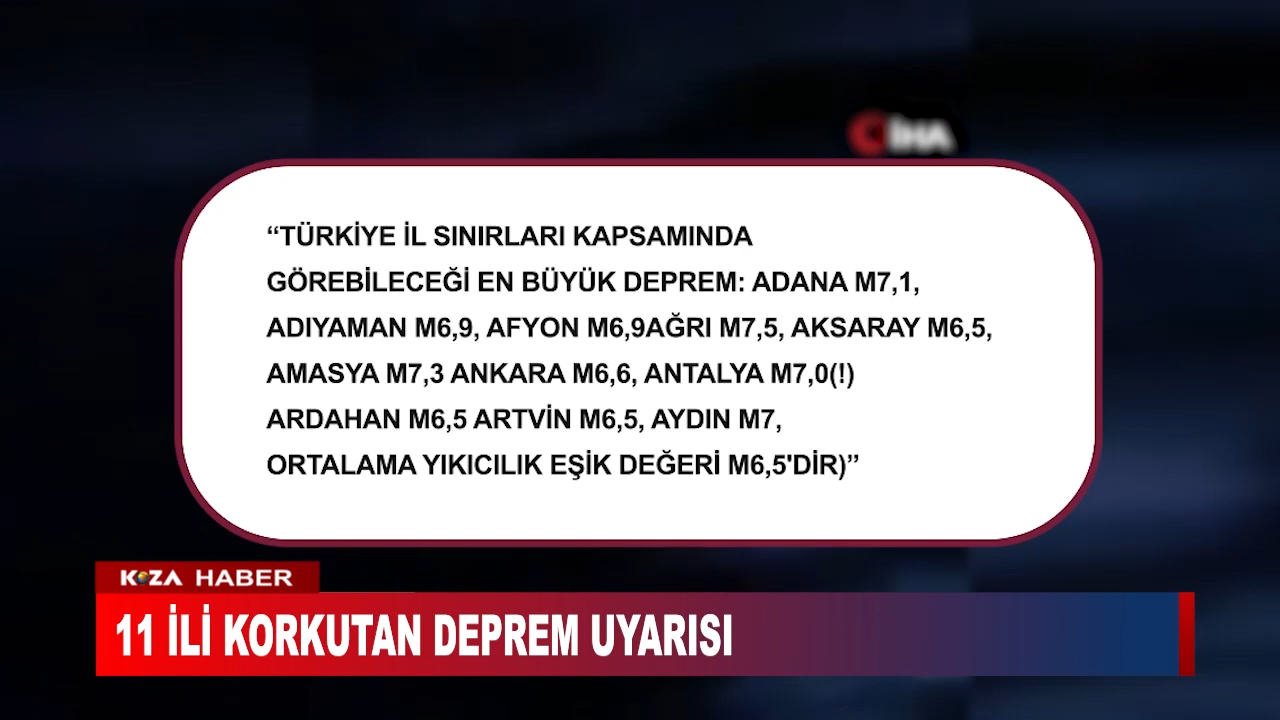 İHA
“TÜRKİYE İL SINIRLARI KAPSAMINDA
GÖREBİLECEĞİ EN BÜYÜK DEPREM: ADANA M7,1,
ADIYAMAN M6,9, AFYON M6,9AĞRI M7,5, AKSARAY M6,5,
AMASYA M7,3 ANKARA M6,6, ANTALYA M7,0(!)
ARDAHAN M6,5 ARTVİN M6,5, AYDIN M7,
ORTALAMA YIKICILIK EŞİK DEĞERİ M6,5'DİR)”
KOZA HABER
11 İLİ KORKUTAN DEPREM UYARISI